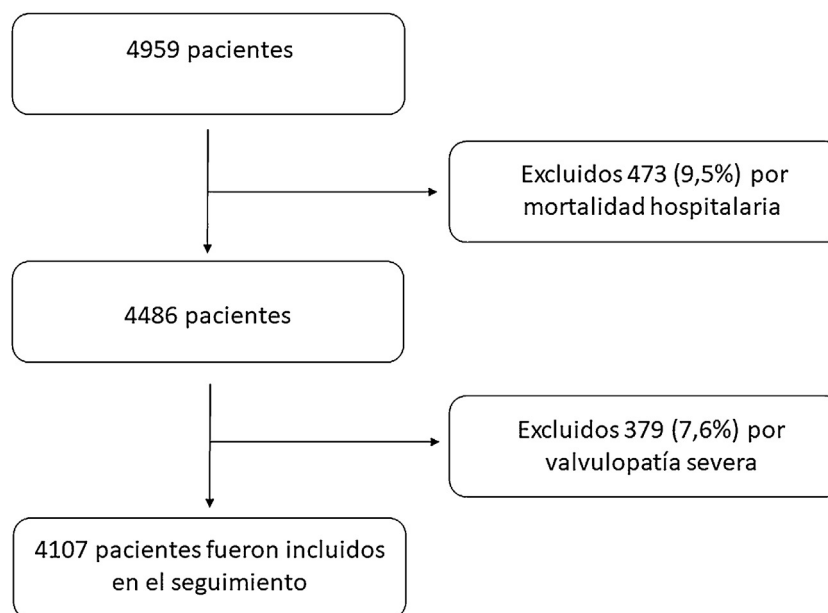 4959 pacientes
Excluidos 473 (9,5%) por
mortalidad hospitalaria
4486 pacientes
Excluidos 379 (7,6%) por
valvulopatía severa
4107 pacientes fueron incluidos
en el seguimiento